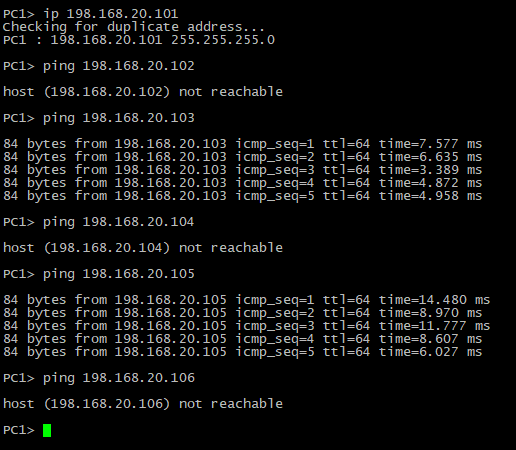 PC1> ip 198.168.20.101
Checking for duplicate address...
PC1 : 198.168.20.101 255.255.255.0
PC1> ping 198.168.20.102
host (198.168.20.102) not reachable
PC1> ping 198.168.20.103
84 bytes from 198.168.20.103 icmp_seq=1 ttl=64 time=7.577 ms
84 bytes from 198.168.20.103 icmp_seq=2 ttl=64 time=6.635 ms
84 bytes from 198.168.20.103 icmp_seq=3 ttl=64 time=3.389 ms
84 bytes from 198.168.20.103 icmp_seq=4 ttl=64 time=4.872 ms
84 bytes from 198.168.20.103 icmp_seq=5 ttl=64 time=4.958 ms
PC1> ping 198.168.20.104
host (198.168.20.104) not reachable
PC1> ping 198.168.20.105
84 bytes from 198.168.20.105 icmp_seq=1 ttl=64 time=14.480 ms
84 bytes from 198.168.20.105 icmp_seq=2 ttl=64 time=8.970 ms
84 bytes from 198.168.20.105 icmp_seq=3 ttl=64 time=11.777 ms
84 bytes from 198.168.20.105 icmp_seq=4 ttl=64 time=8.607 ms
84 bytes from 198.168.20.105 icmp_seq=5 ttl=64 time=6.027 ms
PC1> ping 198.168.20.106
host (198.168.20.106) not reachable
PC1>